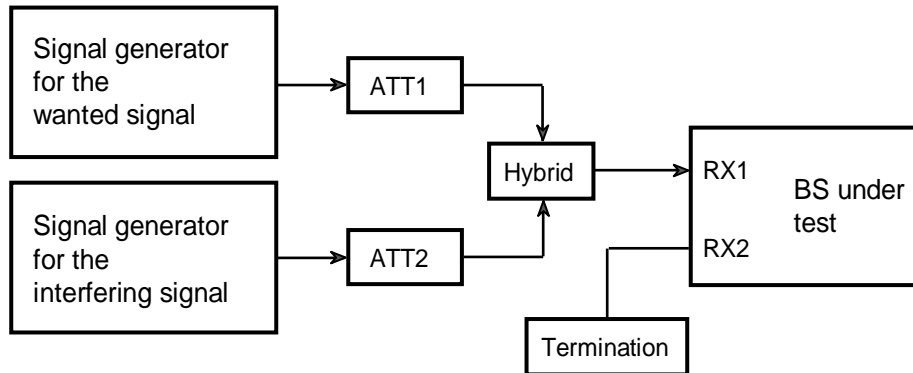 Signal generator
for the
wanted signal
ATT1
Hybrid
RX1
BS under
test
RX2
Signal generator
for the
interfering signal
ATT2
Termination